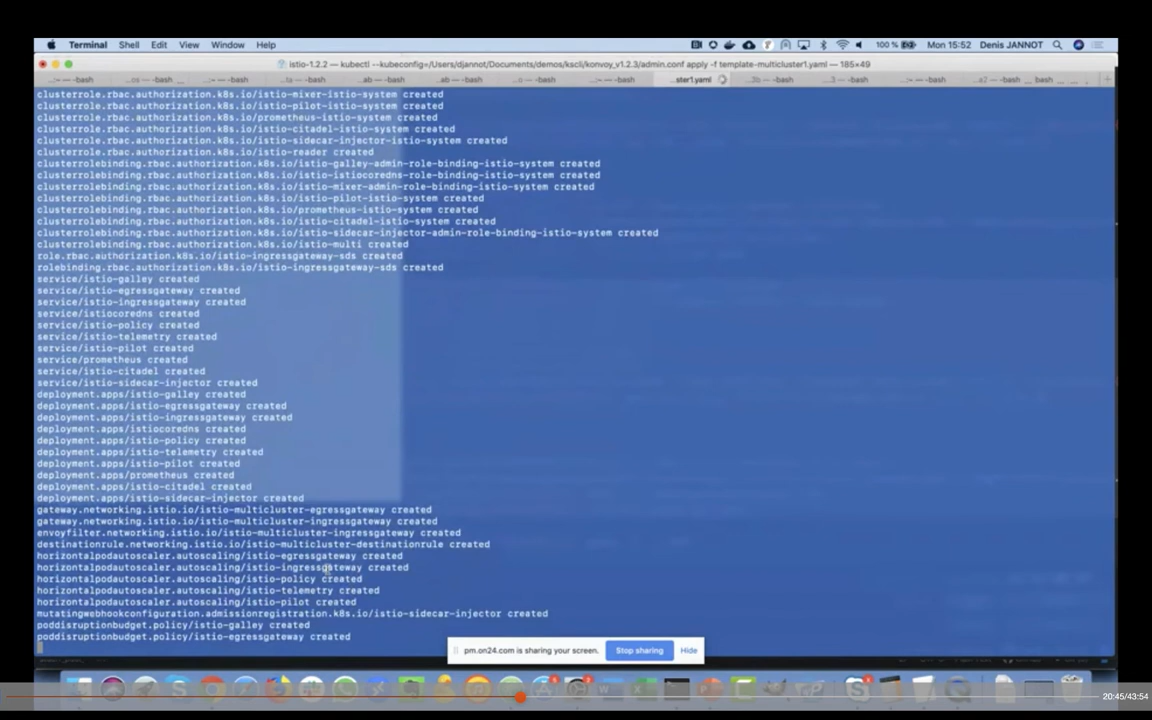 Terminal Shell Edit View Window Help 100% Mon 15:52 Denis JANNOT
istio-1.2.2 — kubectl --kubeconfig=/Users/djannot/Documents/demos/kscli/konvoy_v1.2.3/admin.conf apply -f template-multicluster1.yaml — 185×49
...ster1.yaml
clusterrole.rbac.authorization.k8s.io/istio-mixer-istio-system created
clusterrole.rbac.authorization.k8s.io/istio-pilot-istio-system created
clusterrole.rbac.authorization.k8s.io/prometheus-istio-system created
clusterrole.rbac.authorization.k8s.io/istio-citadel-istio-system created
clusterrole.rbac.authorization.k8s.io/istio-sidecar-injector-istio-system created
clusterrole.rbac.authorization.k8s.io/istio-reader created
clusterrolebinding.rbac.authorization.k8s.io/istio-galley-admin-role-binding-istio-system created
clusterrolebinding.rbac.authorization.k8s.io/istio-istiocoredns-role-binding-istio-system created
clusterrolebinding.rbac.authorization.k8s.io/istio-mixer-admin-role-binding-istio-system created
clusterrolebinding.rbac.authorization.k8s.io/istio-pilot-istio-system created
clusterrolebinding.rbac.authorization.k8s.io/prometheus-istio-system created
clusterrolebinding.rbac.authorization.k8s.io/istio-citadel-istio-system created
clusterrolebinding.rbac.authorization.k8s.io/istio-sidecar-injector-admin-role-binding-istio-system created
clusterrolebinding.rbac.authorization.k8s.io/istio-multi created
role.rbac.authorization.k8s.io/istio-ingressgateway-sds created
rolebinding.rbac.authorization.k8s.io/istio-ingressgateway-sds created
service/istio-galley created
service/istio-egressgateway created
service/istio-ingressgateway created
service/istiocoredns created
service/istio-policy created
service/istio-telemetry created
service/istio-pilot created
service/prometheus created
service/istio-citadel created
service/istio-sidecar-injector created
deployment.apps/istio-galley created
deployment.apps/istio-egressgateway created
deployment.apps/istio-ingressgateway created
deployment.apps/istiocoredns created
deployment.apps/istio-policy created
deployment.apps/istio-telemetry created
deployment.apps/istio-pilot created
deployment.apps/prometheus created
deployment.apps/istio-citadel created
deployment.apps/istio-sidecar-injector created
gateway.networking.istio.io/istio-multicluster-egressgateway created
gateway.networking.istio.io/istio-multicluster-ingressgateway created
envoyfilter.networking.istio.io/istio-multicluster-ingressgateway created
destinationrule.networking.istio.io/istio-multicluster-destinationrule created
horizontalpodautoscaler.autoscaling/istio-egressgateway created
horizontalpodautoscaler.autoscaling/istio-ingressgateway created
horizontalpodautoscaler.autoscaling/istio-policy created
horizontalpodautoscaler.autoscaling/istio-telemetry created
horizontalpodautoscaler.autoscaling/istio-pilot created
mutatingwebhookconfiguration.admissionregistration.k8s.io/istio-sidecar-injector created
poddisruptionbudget.policy/istio-galley created
poddisruptionbudget.policy/istio-egressgateway created
pm.on24.com is sharing your screen. Stop sharing Hide
20:45/43:54